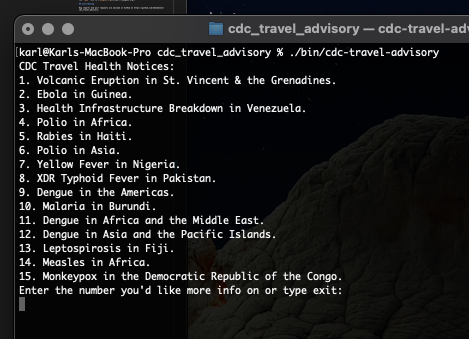 cdc_travel_advisory — cdc-travel-adv
karl@Karls-MacBook-Pro cdc_travel_advisory % ./bin/cdc-travel-advisory
CDC Travel Health Notices:
1. Volcanic Eruption in St. Vincent & the Grenadines.
2. Ebola in Guinea.
3. Health Infrastructure Breakdown in Venezuela.
4. Polio in Africa.
5. Rabies in Haiti.
6. Polio in Asia.
7. Yellow Fever in Nigeria.
8. XDR Typhoid Fever in Pakistan.
9. Dengue in the Americas.
10. Malaria in Burundi.
11. Dengue in Africa and the Middle East.
12. Dengue in Asia and the Pacific Islands.
13. Leptospirosis in Fiji.
14. Measles in Africa.
15. Monkeypox in the Democratic Republic of the Congo.
Enter the number you'd like more info on or type exit: